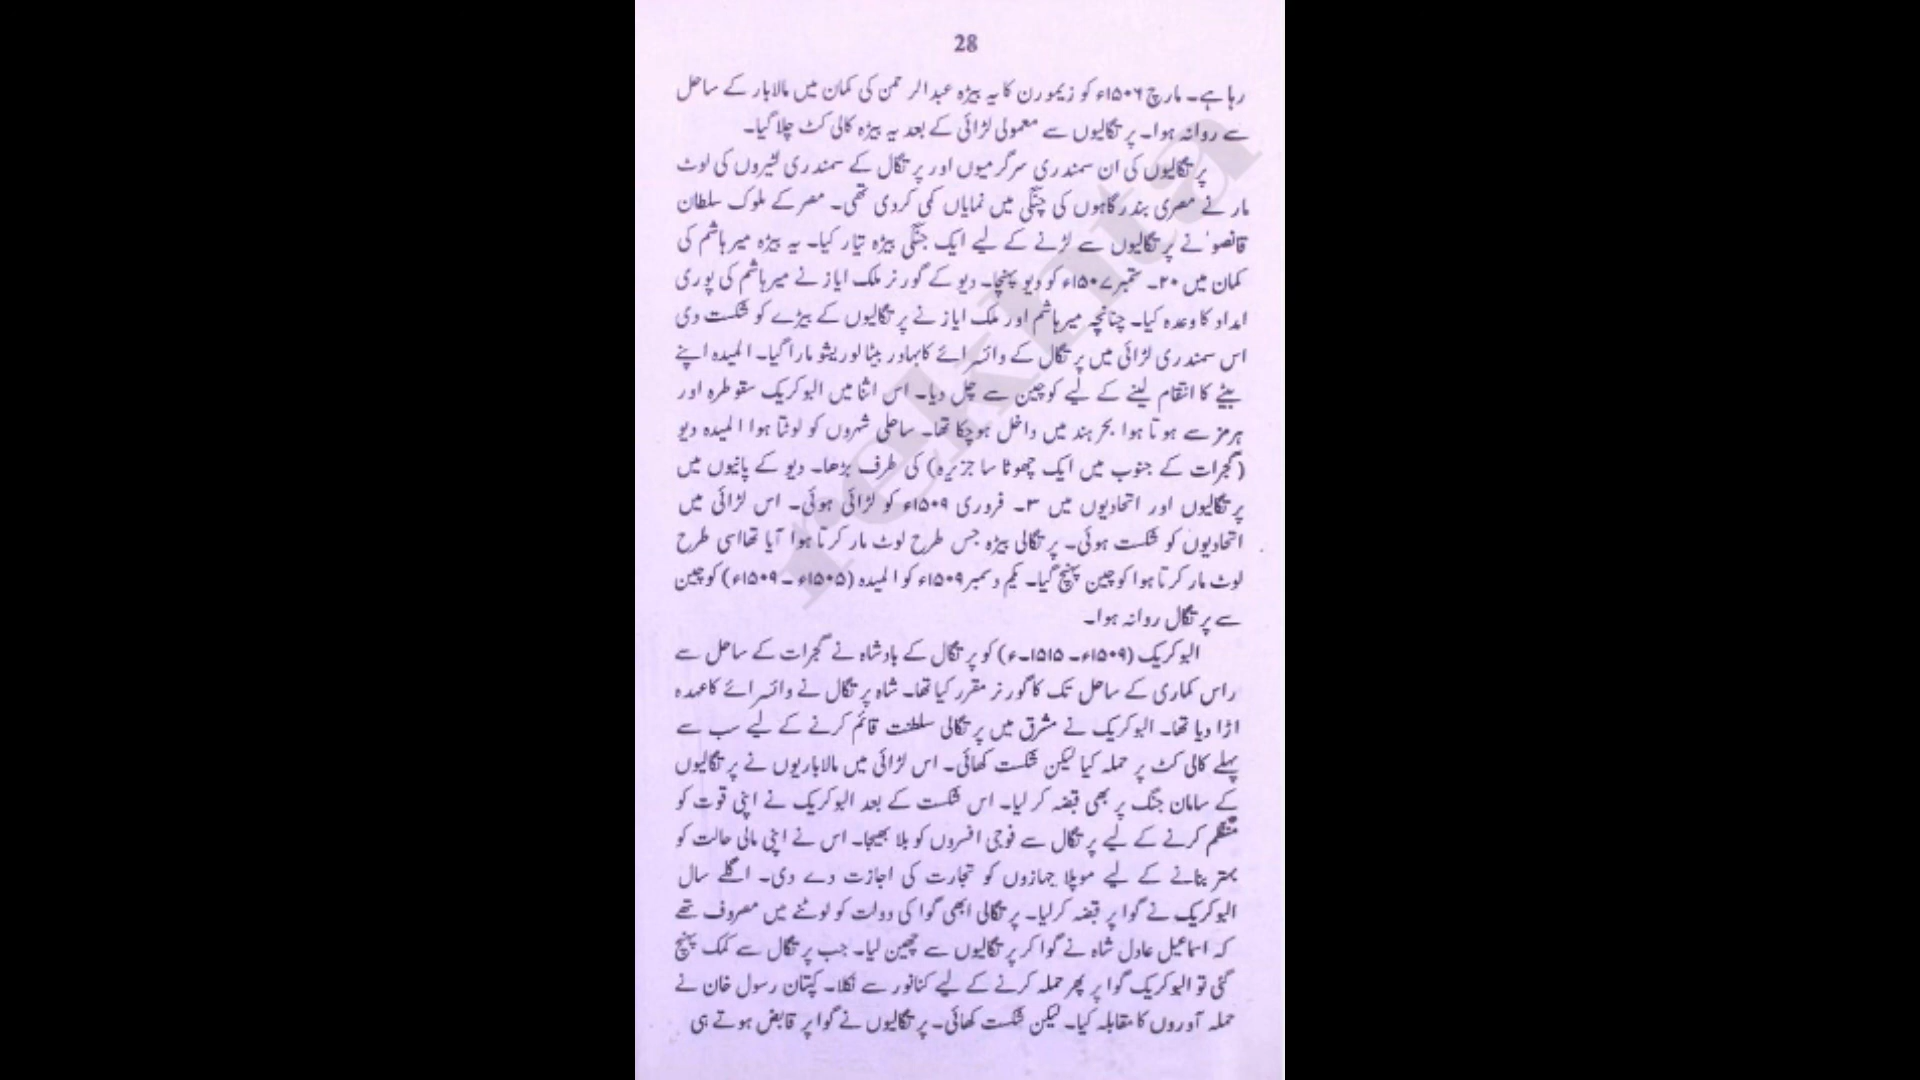 28
رہا ہے۔ مارچ ۱۵۰۶ء کو زیمورن کا یہ بیڑہ عبدالرحمن کی کمان میں مالابار کے ساحل
سے روانہ ہوا۔ پرتگالیوں سے معمولی لڑائی کے بعد یہ بیڑہ کالی کٹ چلا گیا۔
پرتگالیوں کی ان سمندری سرگرمیوں اور پرتگال کے سمندری لٹیروں کی لوٹ
مار نے مصری بندرگاہوں کی چنگی میں نمایاں کمی کردی تھی۔ مصر کے ملوک سلطان
قانصو نے پرتگالیوں سے لڑنے کے لیے ایک جنگی بیڑہ تیار کیا۔ یہ بیڑہ میر ہاشم کی
کمان میں ۲۰۔ ستمبر ۱۵۰۷ء کو دیو پہنچا۔ دیو کے گورنر ملک ایاز نے میر ہاشم کی پوری
امداد کا وعدہ کیا۔ چنانچہ میر ہاشم اور ملک ایاز نے پرتگالیوں کے بیڑے کو شکست دی
اس سمندری لڑائی میں پرتگال کے وائسرائے کا بہادر بیٹا لوریشو مارا گیا۔ المیدہ اپنے
بیٹے کا انتقام لینے کے لیے کوچین سے چل دیا۔ اس اثنا میں البوکریک سقوطرہ اور
ہرمز سے ہوتا ہوا بحر ہند میں داخل ہوچکا تھا۔ ساحلی شہروں کو لوٹتا ہوا المیدہ دیو
(گجرات کے جنوب میں ایک چھوٹا سا جزیرہ) کی طرف بڑھا۔ دیو کے پانیوں میں
پرتگالیوں اور اتحادیوں میں ۳۔ فروری ۱۵۰۹ء کو لڑائی ہوئی۔ اس لڑائی میں
اتحادیوں کو شکست ہوئی۔ پرتگالی بیڑہ جس طرح لوٹ مار کرتا ہوا آیا تھا اسی طرح
لوٹ مار کرتا ہوا کوچین پہنچ گیا۔ یکم دسمبر ۱۵۰۹ء کو المیدہ (۱۵۰۵ء ۔ ۱۵۰۹ء) کوچین
سے پرتگال روانہ ہوا۔
البوکریک (۱۵۰۹ء۔ ۱۵۱۵۔ء) کو پرتگال کے بادشاہ نے گجرات کے ساحل سے
راس کماری کے ساحل تک کا گورنر مقرر کیا تھا۔ شاہ پرتگال نے وائسرائے کا عہدہ
اڑا دیا تھا۔ البوکریک نے مشرق میں پرتگالی سلطنت قائم کرنے کے لیے سب سے
پہلے کالی کٹ پر حملہ کیا لیکن شکست کھائی۔ اس لڑائی میں مالاباریوں نے پرتگالیوں
کے سامان جنگ پر بھی قبضہ کر لیا۔ اس شکست کے بعد البوکریک نے اپنی قوت کو
منظم کرنے کے لیے پرتگال سے فوجی افسروں کو بلا بھیجا۔ اس نے اپنی مالی حالت کو
بہتر بنانے کے لیے موپلا جہازوں کو تجارت کی اجازت دے دی۔ اگلے سال
البوکریک نے گوا پر قبضہ کرلیا۔ پرتگالی ابھی گوا کی دولت کو لوٹنے میں مصروف تھے
کہ اسماعیل عادل شاہ نے گوا کر پرتگالیوں سے چھین لیا۔ جب پرتگال سے کمک پہنچ
گئی تو البوکریک گوا پر پھر حملہ کرنے کے لیے کنانور سے نکلا۔ کپتان رسول خان نے
حملہ آوروں کا مقابلہ کیا۔ لیکن شکست کھائی۔ پرتگالیوں نے گوا پر قابض ہوتے ہی
rekhta